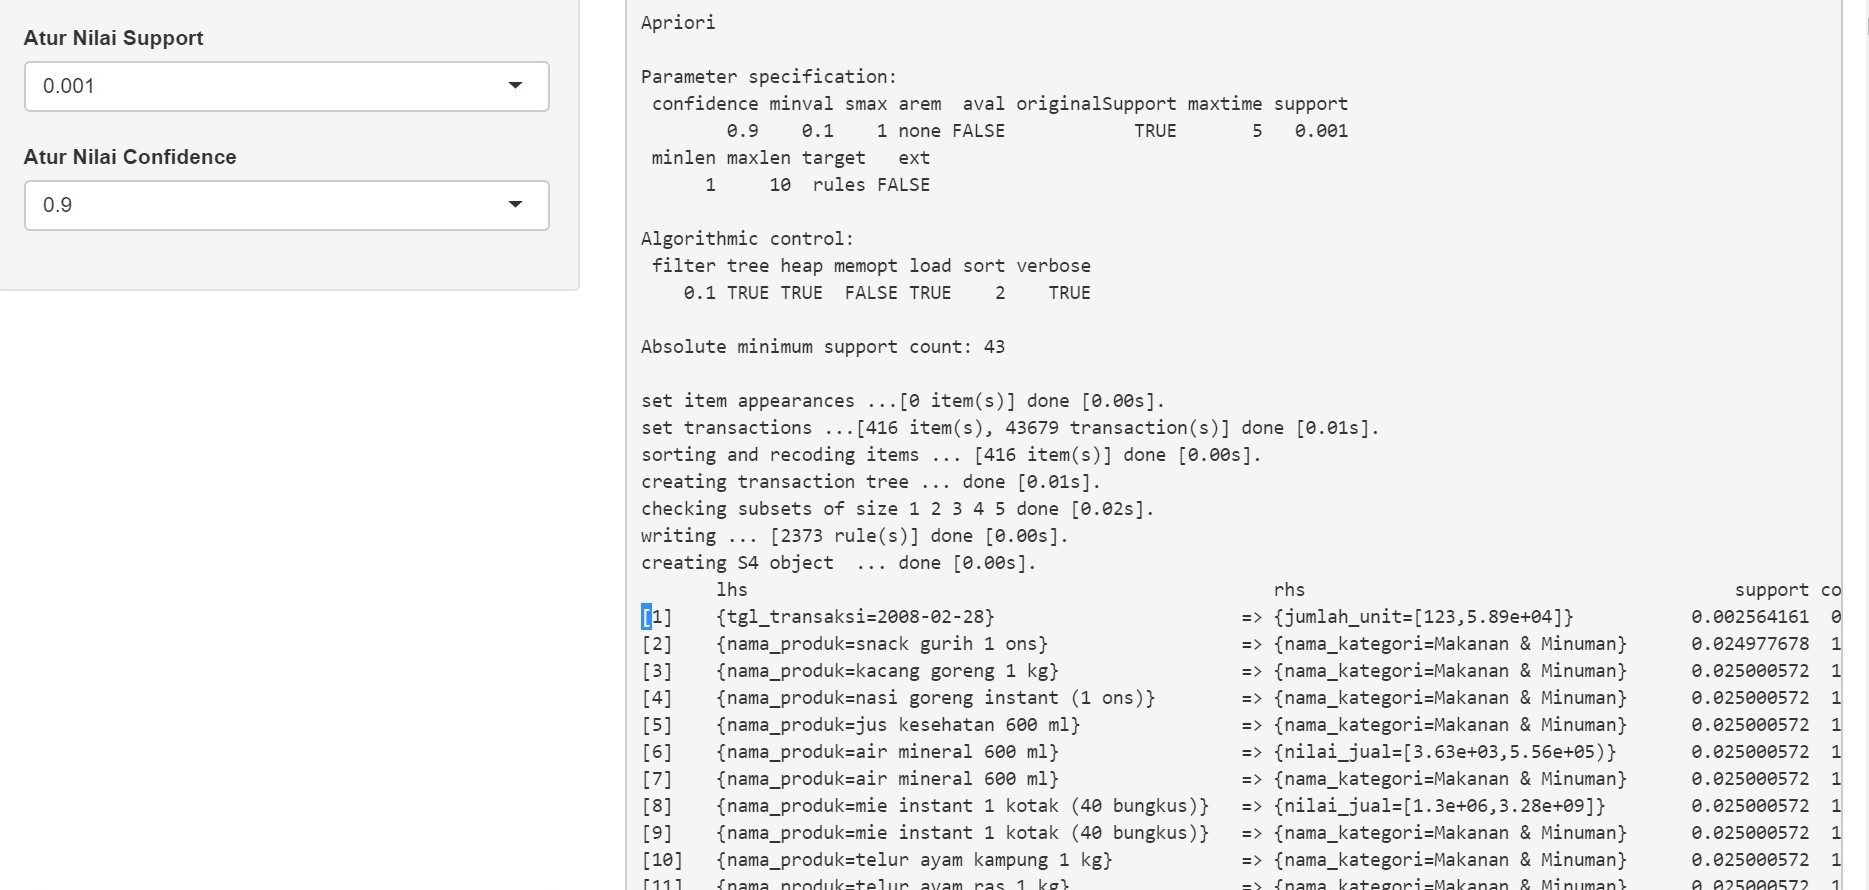 Atur Nilai Support
0.001
Atur Nilai Confidence
0.9
Apriori
Parameter specification:
confidence minval smax arem  aval originalSupport maxtime support
0.9    0.1    1 none FALSE            TRUE       5   0.001
minlen maxlen target   ext
1     10  rules FALSE
Algorithmic control:
filter tree heap memopt load sort verbose
0.1 TRUE TRUE  FALSE TRUE    2    TRUE
Absolute minimum support count: 43
set item appearances ...[0 item(s)] done [0.00s].
set transactions ...[416 item(s), 43679 transaction(s)] done [0.01s].
sorting and recoding items ... [416 item(s)] done [0.00s].
creating transaction tree ... done [0.01s].
checking subsets of size 1 2 3 4 5 done [0.02s].
writing ... [2373 rule(s)] done [0.00s].
creating S4 object  ... done [0.00s].
lhs rhs support co
[1] {tgl_transaksi=2008-02-28} => {jumlah_unit=[123,5.89e+04]} 0.002564161 0
[2] {nama_produk=snack gurih 1 ons} => {nama_kategori=Makanan & Minuman} 0.024977678 1
[3] {nama_produk=kacang goreng 1 kg} => {nama_kategori=Makanan & Minuman} 0.025000572 1
[4] {nama_produk=nasi goreng instant (1 ons)} => {nama_kategori=Makanan & Minuman} 0.025000572 1
[5] {nama_produk=jus kesehatan 600 ml} => {nama_kategori=Makanan & Minuman} 0.025000572 1
[6] {nama_produk=air mineral 600 ml} => {nilai_jual=[3.63e+03,5.56e+05)} 0.025000572 1
[7] {nama_produk=air mineral 600 ml} => {nama_kategori=Makanan & Minuman} 0.025000572 1
[8] {nama_produk=mie instant 1 kotak (40 bungkus)} => {nilai_jual=[1.3e+06,3.28e+09]} 0.025000572 1
[9] {nama_produk=mie instant 1 kotak (40 bungkus)} => {nama_kategori=Makanan & Minuman} 0.025000572 1
[10] {nama_produk=telur ayam kampung 1 kg} => {nama_kategori=Makanan & Minuman} 0.025000572 1
[11] {nama_produk=telur ayam ras 1 kg} => {nama_kategori=Makanan & Minuman} 0.025000572 1